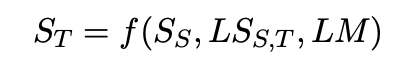 S_T = f(S_S, LS_{S,T}, LM)